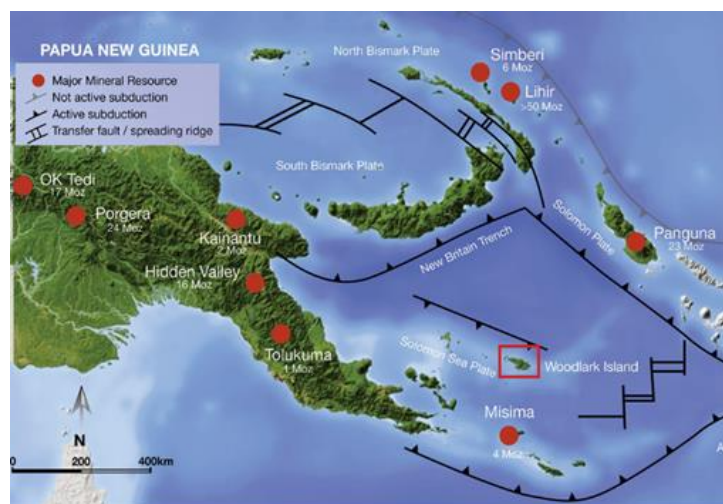 PAPUA NEW GUINEA
Major Mineral Resource
Not active subduction
Active subduction
Transfer fault / spreading ridge
North Bismark Plate
Simberi
6 Moz
Lihir
>50 Moz
South Bismark Plate
OK Tedi
17 Moz
Porgera
24 Moz
Kainantu
2 Moz
Hidden Valley
16 Moz
Tolukuma
1 Moz
New Britain Trench
Solomon Plate
Panguna
23 Moz
Solomon Sea Plate
Woodlark Island
Misima
4 Moz
N
0 200 400km
A